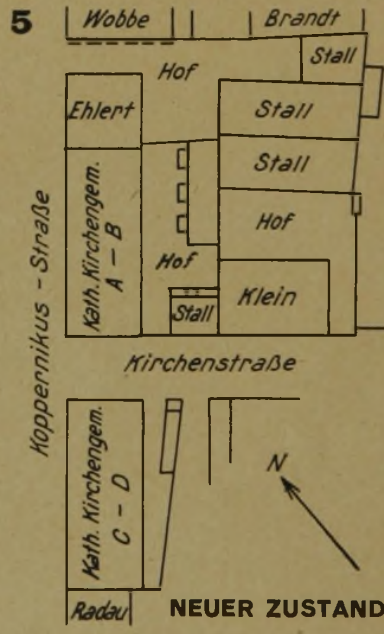 5
Wobbe
Brandt
Hof
Stall
Ehlert
Stall
Stall
Koppernikus-Straße
Kath. Kirchengem.
A - B
Hof
Hof
Stall
Klein
Kirchenstraße
Kath. Kirchengem.
C - D
N
Radau
NEUER ZUSTAND